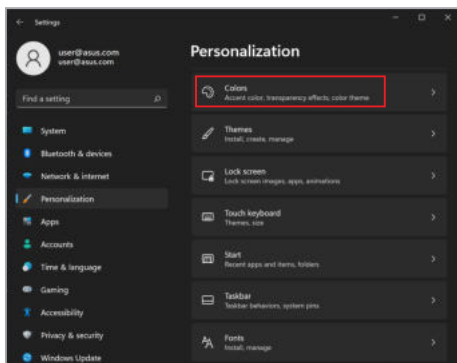 Settings
user@asus.com
user@asus.com
Find a setting
System
Bluetooth & devices
Network & internet
Personalization
Apps
Accounts
Time & language
Gaming
Accessibility
Privacy & security
Windows Update
Personalization
Colors
Accent color, transparency effects, color theme
Themes
Install, create, manage
Lock screen
Lock screen images, apps, animations
Touch keyboard
Themes, size
Start
Recent apps and items, folders
Taskbar
Taskbar behaviors, system pins
Fonts
Install, manage